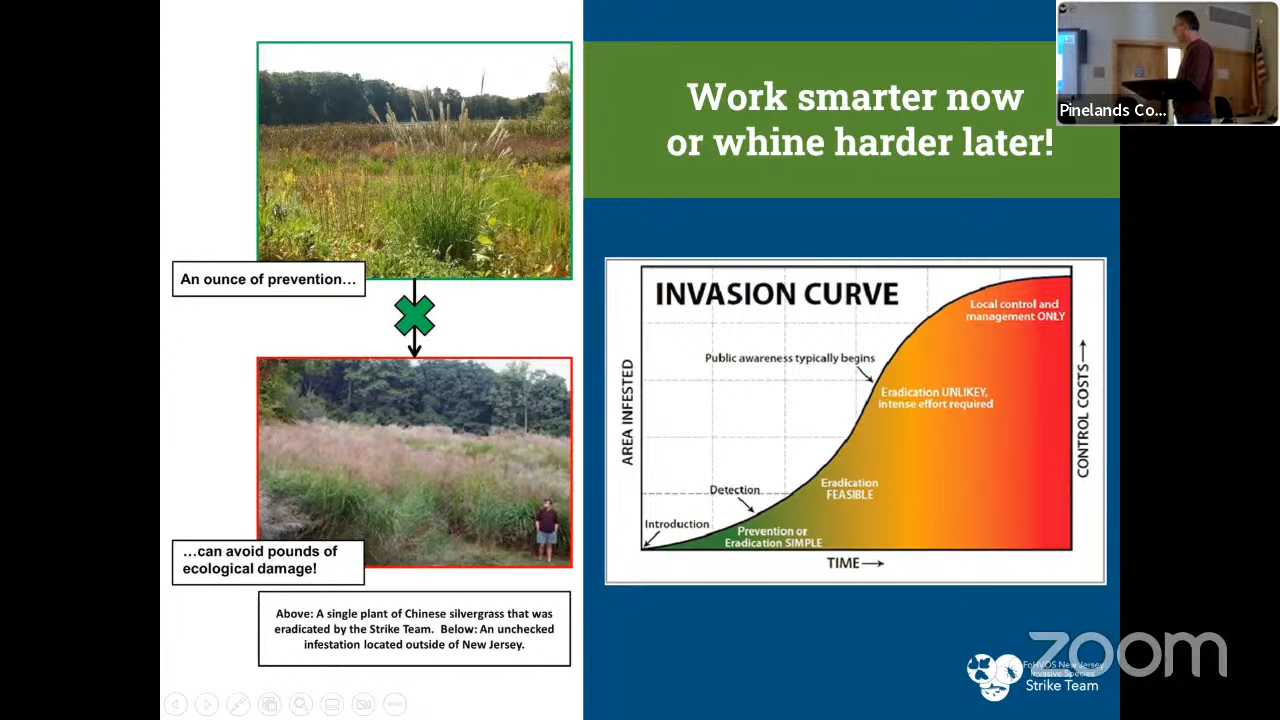 Work smarter now
or whine harder later!
Pinelands Co...
An ounce of prevention...
...can avoid pounds of
ecological damage!
Above: A single plant of Chinese silvergrass that was
eradicated by the Strike Team. Below: An unchecked
infestation located outside of New Jersey.
INVASION CURVE
Local control and
management ONLY
Public awareness typically begins
Eradication UNLIKEY,
intense effort required
AREA INFESTED
CONTROL COSTS
Detection
Eradication
FEASIBLE
Introduction
Prevention or
Eradication SIMPLE
TIME
zoom
FoHVOS New Jersey
Invasive Species
Strike Team